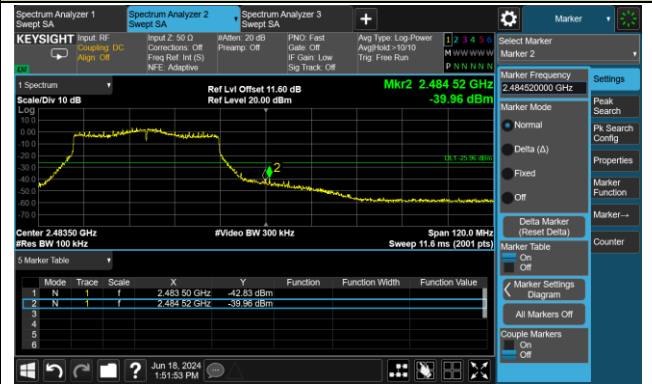 Spectrum Analyzer 1
Swept SA
Spectrum Analyzer 2
Swept SA
Spectrum Analyzer 3
Swept SA
+
Marker
KEYSIGHT
Input: RF
Coupling: DC
Align: Off
Input Z: 50 Ω
Corrections: Off
Freq Ref: Int (S)
NFE: Adaptive
#Atten: 20 dB
Preamp: Off
PNO: Fast
Gate: Off
IF Gain: Low
Sig Track: Off
Avg Type: Log-Power
Avg|Hold:>10/10
Trig: Free Run
1 2 3 4 5 6
M W W W W W
P N N N N N
LXI
Select Marker
Marker 2
1 Spectrum
Scale/Div 10 dB
Log
Ref Lvl Offset 11.60 dB
Ref Level 20.00 dBm
Mkr2 2.484 52 GHz
-39.96 dBm
10.0
0.00
-10.0
-20.0
-30.0
-40.0
-50.0
-60.0
-70.0
DL1 -25.96 dBm
2
Center 2.48350 GHz
#Res BW 100 kHz
#Video BW 300 kHz
Span 120.0 MHz
Sweep 11.6 ms (2001 pts)
5 Marker Table
Mode Trace Scale X Y Function Function Width Function Value
1 N 1 f 2.483 50 GHz -42.83 dBm
2 N 1 f 2.484 52 GHz -39.96 dBm
3
4
5
6
Marker Frequency
2.484520000 GHz
Marker Mode
Normal
Delta (Δ)
Fixed
Off
Delta Marker
(Reset Delta)
Marker Table
On
Off
Marker Settings
Diagram
All Markers Off
Couple Markers
On
Off
Settings
Peak
Search
Pk Search
Config
Properties
Marker
Function
Marker→
Counter
?
Jun 18, 2024
1:51:53 PM